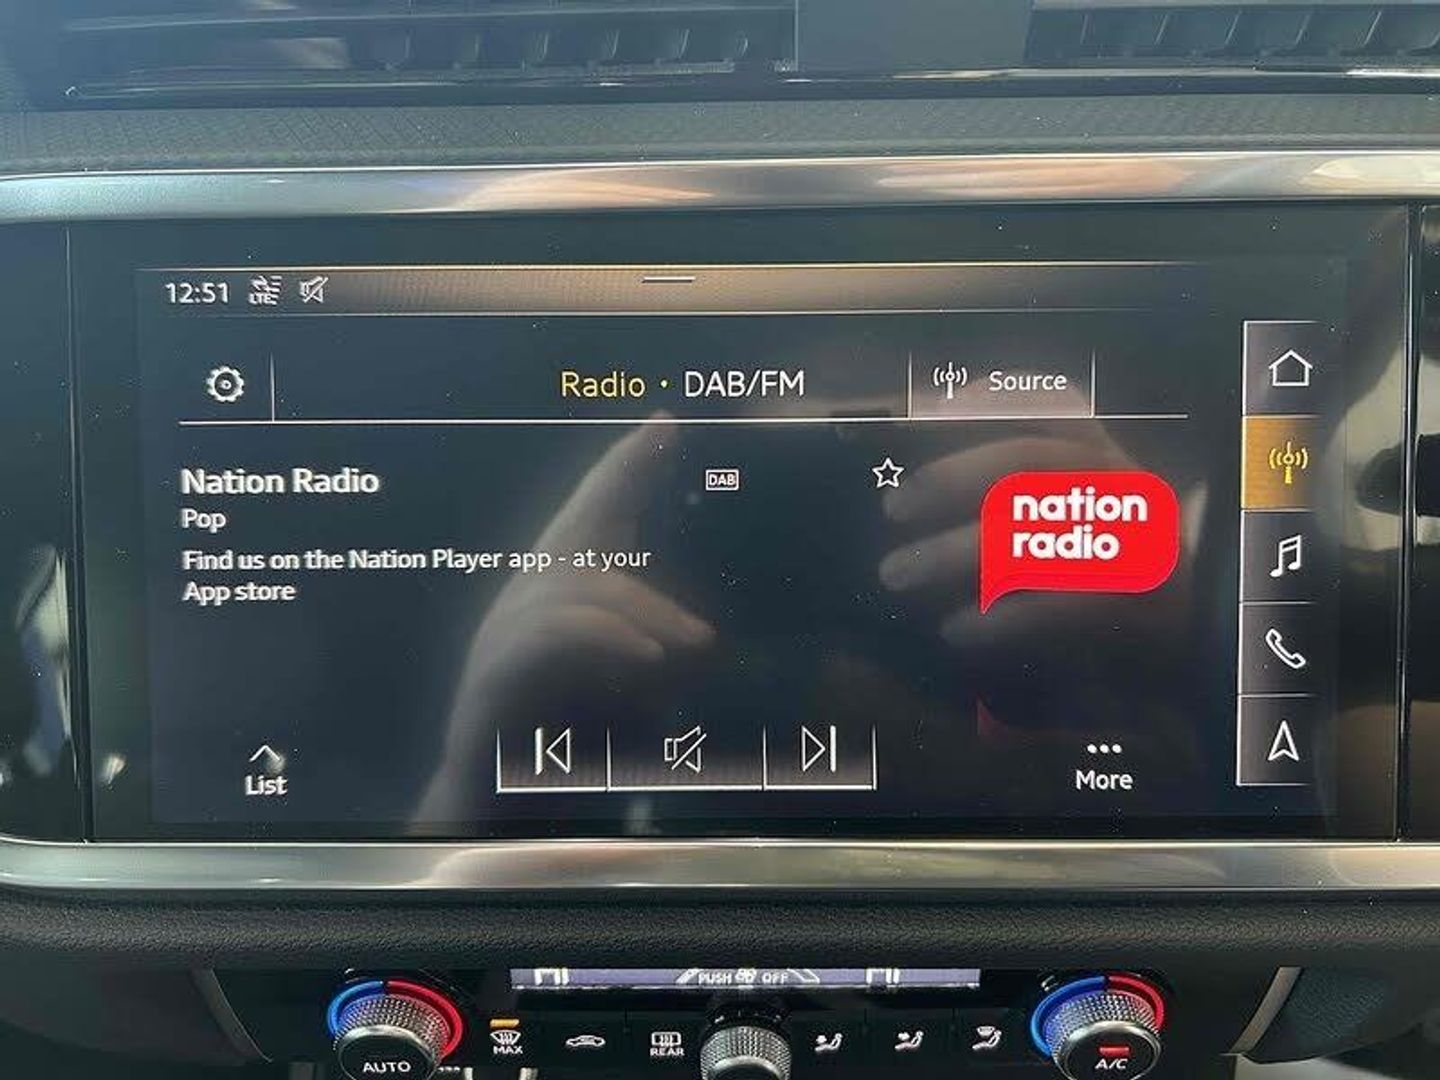 12:51 LTE
Radio • DAB/FM
Source
Nation Radio
DAB
Pop
Find us on the Nation Player app - at your
App store
nation
radio
List
More
PUSH OFF
MAX
REAR
AUTO
A/C